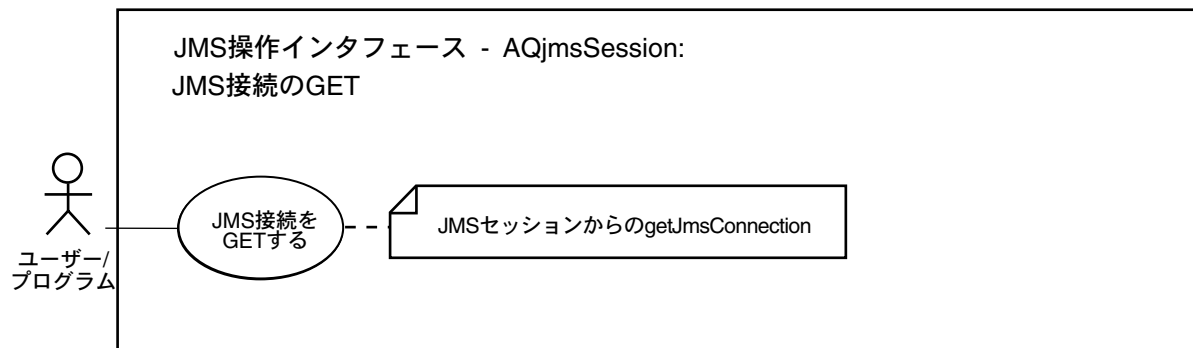 JMS操作インタフェース - AQjmsSession:
JMS接続のGET
JMS接続を
GETする
JMSセッションからのgetJmsConnection
ユーザー/
プログラム